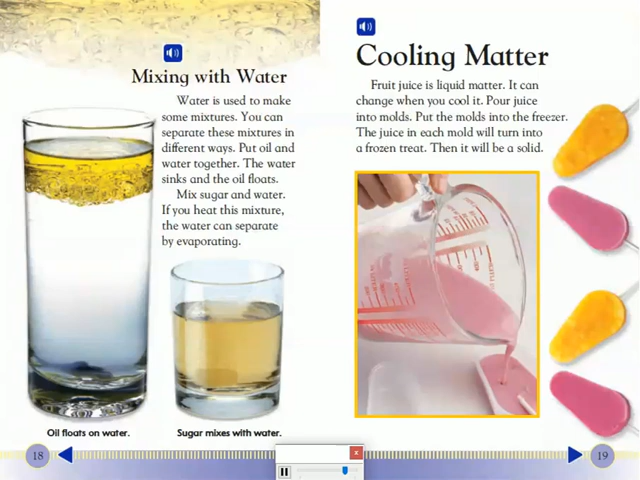 Mixing with Water
Water is used to make
some mixtures. You can
separate these mixtures in
different ways. Put oil and
water together. The water
sinks and the oil floats.
Mix sugar and water.
If you heat this mixture,
the water can separate
by evaporating.
Oil floats on water.
Sugar mixes with water.
18
Cooling Matter
Fruit juice is liquid matter. It can
change when you cool it. Pour juice
into molds. Put the molds into the freezer.
The juice in each mold will turn into
a frozen treat. Then it will be a solid.
19